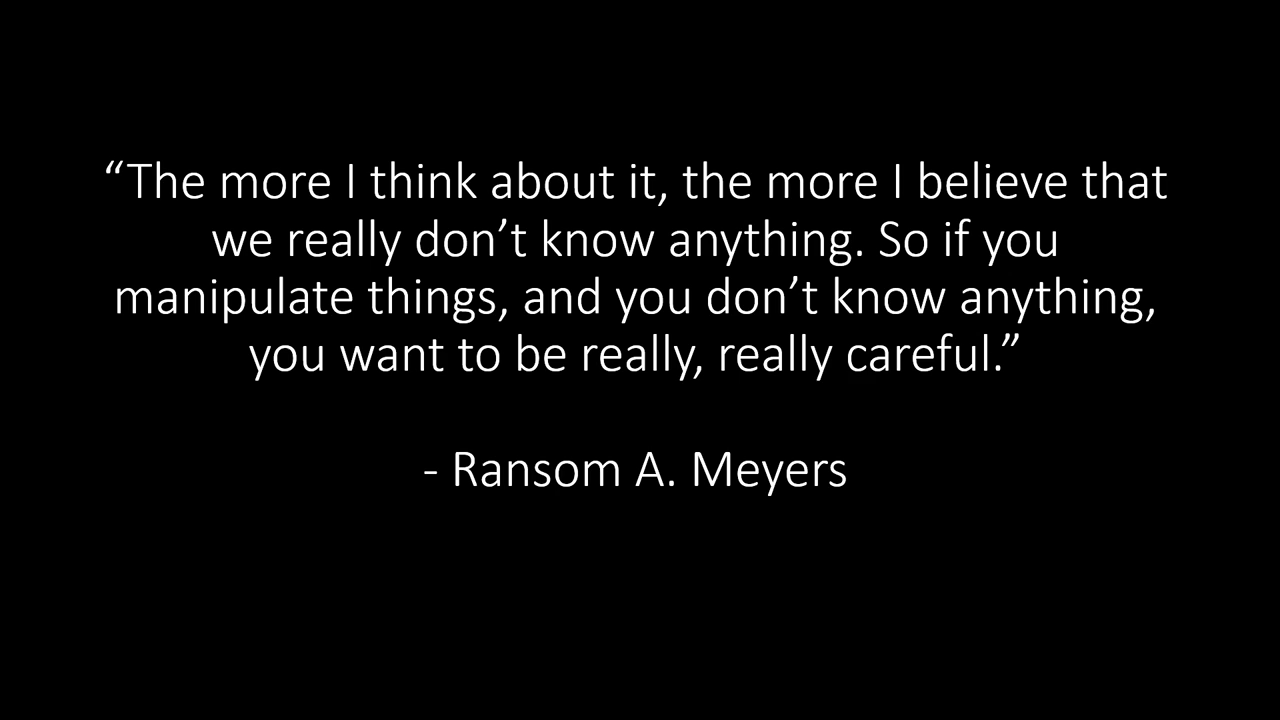 “The more I think about it, the more I believe that
we really don’t know anything. So if you
manipulate things, and you don’t know anything,
you want to be really, really careful.”
- Ransom A. Meyers